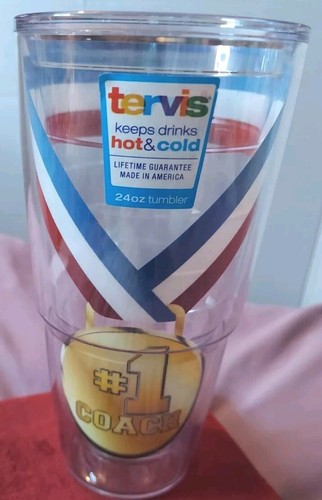 tervis
keeps drinks
hot&cold
LIFETIME GUARANTEE
MADE IN AMERICA
24oz tumbler
#1
COACH